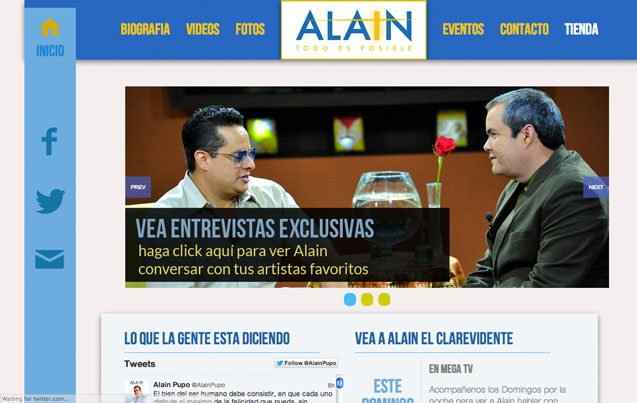 BIOGRAFIA VIDEOS FOTOS
ALAIN
TODO ES POSIBLE
EVENTOS CONTACTO TIENDA
INICIO
PREV
NEXT
VEA ENTREVISTAS EXCLUSIVAS
haga click aquí para ver Alain
conversar con tus artistas favoritos
LO QUE LA GENTE ESTA DICIENDO
Tweets
Follow @AlainPupo
ALAIN
Alain Pupo @AlainPupo 8h
El bien del ser humano debe consistir, en que cada uno
disfrute al maximo de la felicidad que pueda, sin
VEA A ALAIN EL CLAREVIDENTE
ESTE
DOMINGO
EN MEGA TV
Acompañenos los Domingos por la
noche para ver a Alain hablar con
Waiting for twitter.com...